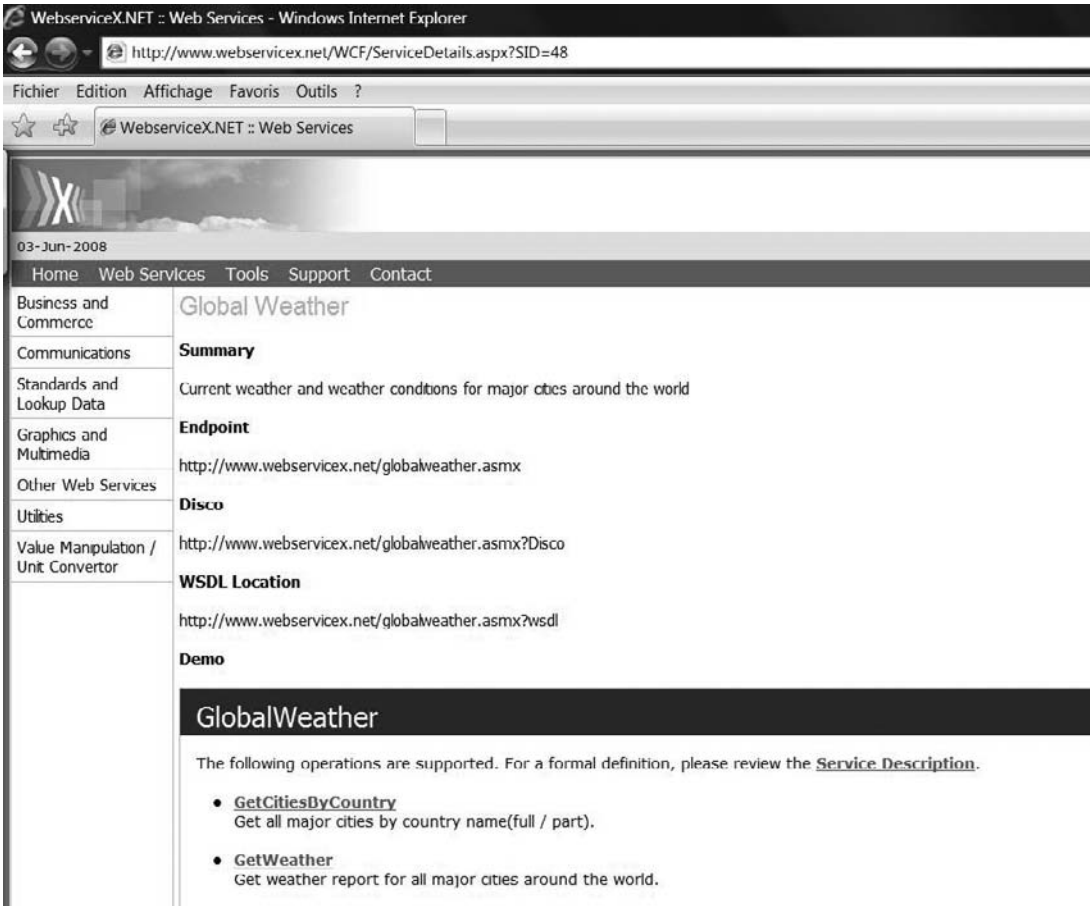 WebserviceX.NET :: Web Services - Windows Internet Explorer
http://www.webservicex.net/WCF/ServiceDetails.aspx?SID=48
Fichier Edition Affichage Favoris Outils ?
WebserviceX.NET :: Web Services
X
03-Jun-2008
Home Web Services Tools Support Contact
Business and
Commerce
Communications
Standards and
Lookup Data
Graphics and
Multimedia
Other Web Services
Utilities
Value Manipulation /
Unit Convertor
Global Weather
Summary
Current weather and weather conditions for major cities around the world
Endpoint
http://www.webservicex.net/globalweather.asmx
Disco
http://www.webservicex.net/globalweather.asmx?Disco
WSDL Location
http://www.webservicex.net/globalweather.asmx?wsdl
Demo
GlobalWeather
The following operations are supported. For a formal definition, please review the Service Description.
• GetCitiesByCountry
Get all major cities by country name(full / part).
• GetWeather
Get weather report for all major cities around the world.